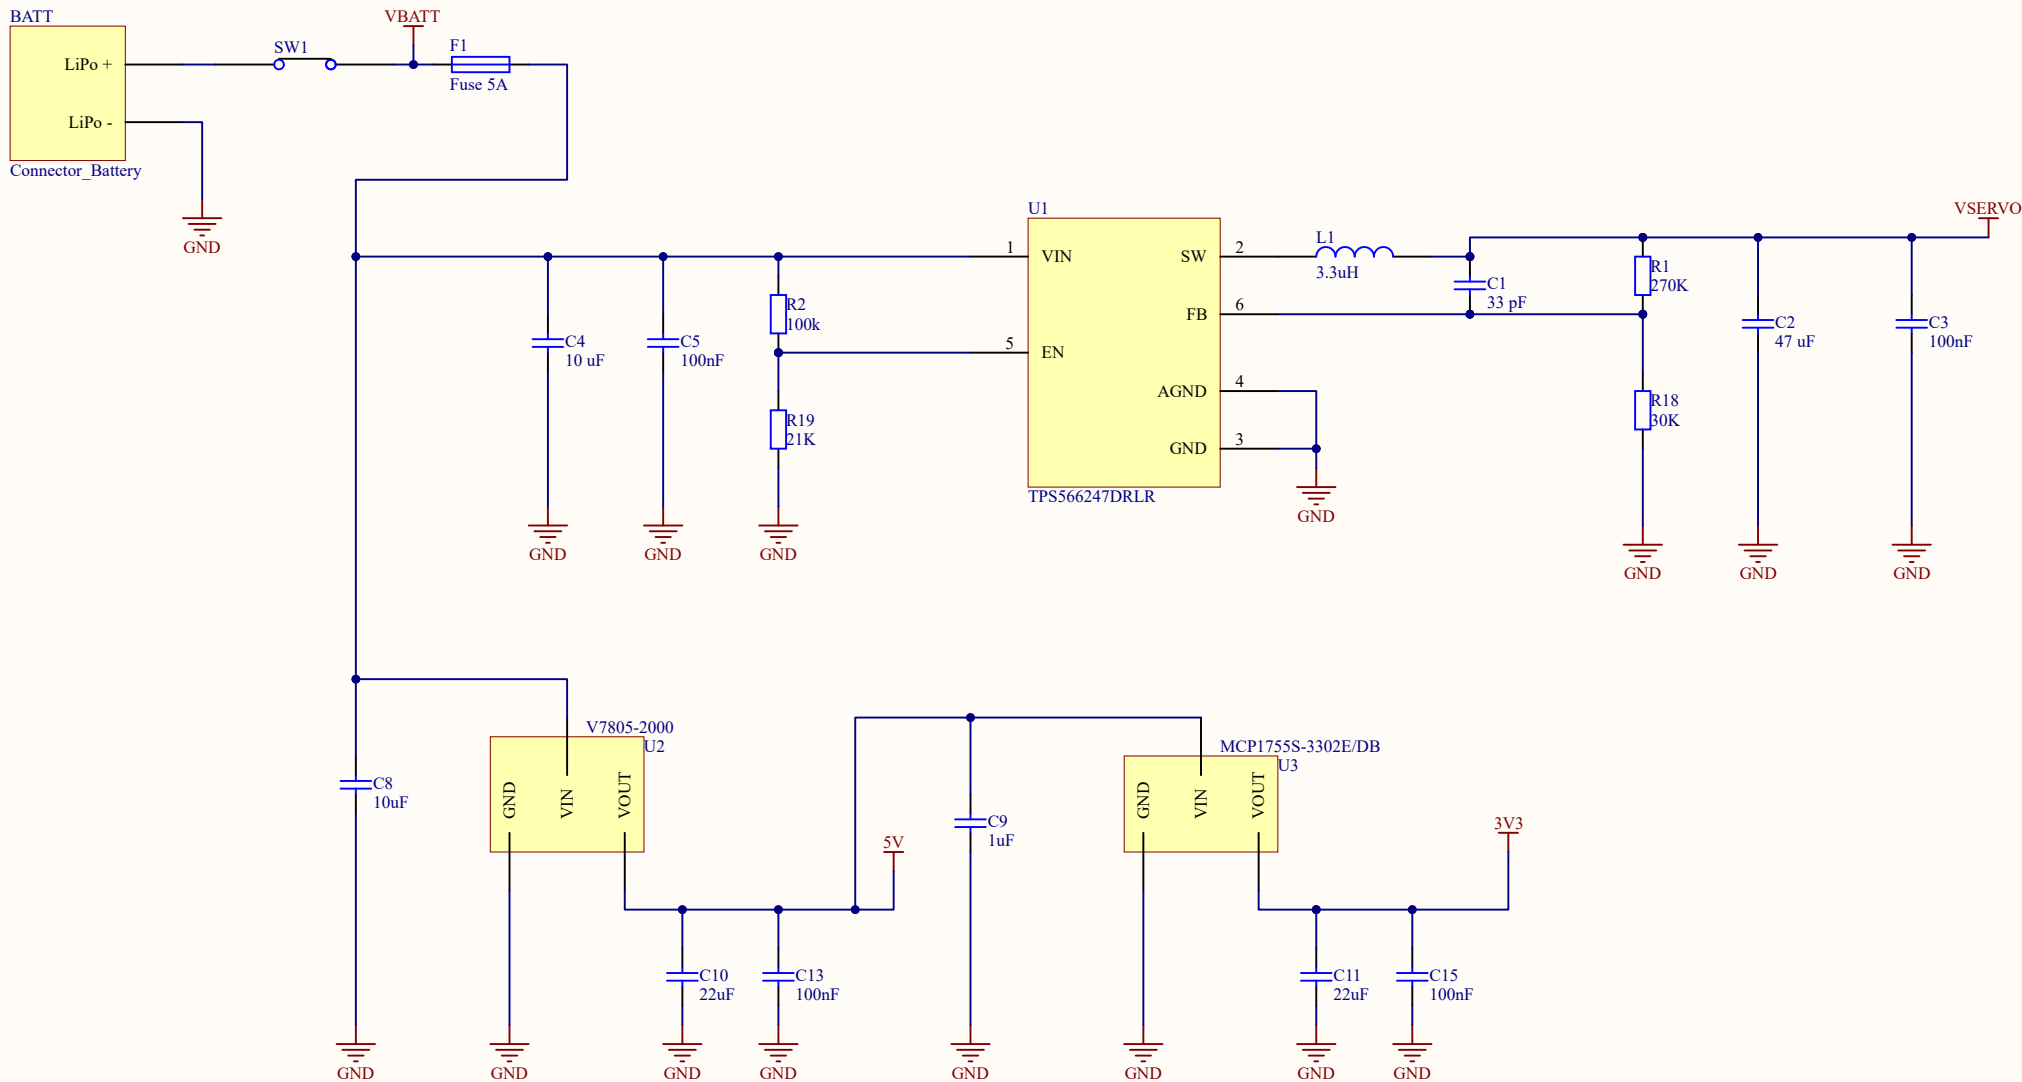 BATT
LiPo +
LiPo -
Connector_Battery
GND
SW1
VBATT
F1
Fuse 5A
U1
1
VIN
SW
2
FB
6
5
EN
AGND
4
GND
3
TPS566247DRLR
GND
L1
3.3uH
C1
33 pF
VSERVO
R1
270K
R18
30K
GND
C2
47 uF
GND
C3
100nF
GND
C4
10 uF
GND
C5
100nF
GND
R2
100k
R19
21K
GND
C8
10uF
GND
V7805-2000
U2
GND
VIN
VOUT
GND
5V
C10
22uF
GND
C13
100nF
GND
C9
1uF
GND
MCP1755S-3302E/DB
U3
GND
VIN
VOUT
GND
3V3
C11
22uF
GND
C15
100nF
GND